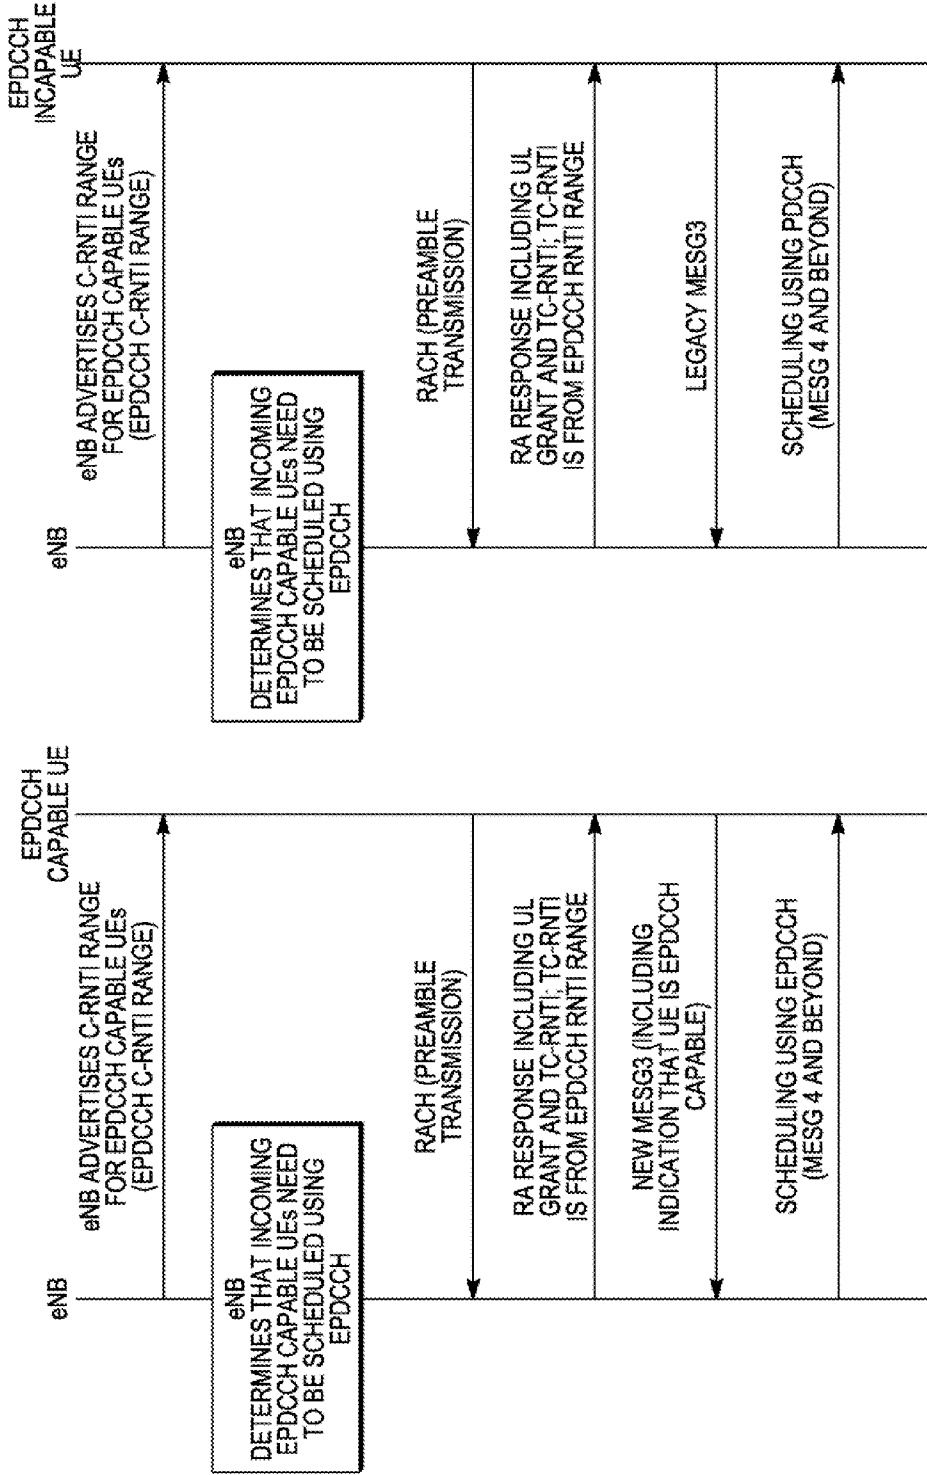 eNB
EPDCCH
CAPABLE UE
eNB ADVERTISES C-RNTI RANGE
FOR EPDCCH CAPABLE UEs
(EPDCCH C-RNTI RANGE)
eNB
DETERMINES THAT INCOMING
EPDCCH CAPABLE UEs NEED
TO BE SCHEDULED USING
EPDCCH
RACH (PREAMBLE
TRANSMISSION)
RA RESPONSE INCLUDING UL
GRANT AND TC-RNTI; TC-RNTI
IS FROM EPDCCH RNTI RANGE
NEW MESG3 (INCLUDING
INDICATION THAT UE IS EPDCCH
CAPABLE)
SCHEDULING USING EPDCCH
(MESG 4 AND BEYOND)
eNB
EPDCCH
INCAPABLE
UE
eNB ADVERTISES C-RNTI RANGE
FOR EPDCCH CAPABLE UEs
(EPDCCH C-RNTI RANGE)
eNB
DETERMINES THAT INCOMING
EPDCCH CAPABLE UEs NEED
TO BE SCHEDULED USING
EPDCCH
RACH (PREAMBLE
TRANSMISSION)
RA RESPONSE INCLUDING UL
GRANT AND TC-RNTI; TC-RNTI
IS FROM EPDCCH RNTI RANGE
LEGACY MESG3
SCHEDULING USING PDCCH
(MESG 4 AND BEYOND)